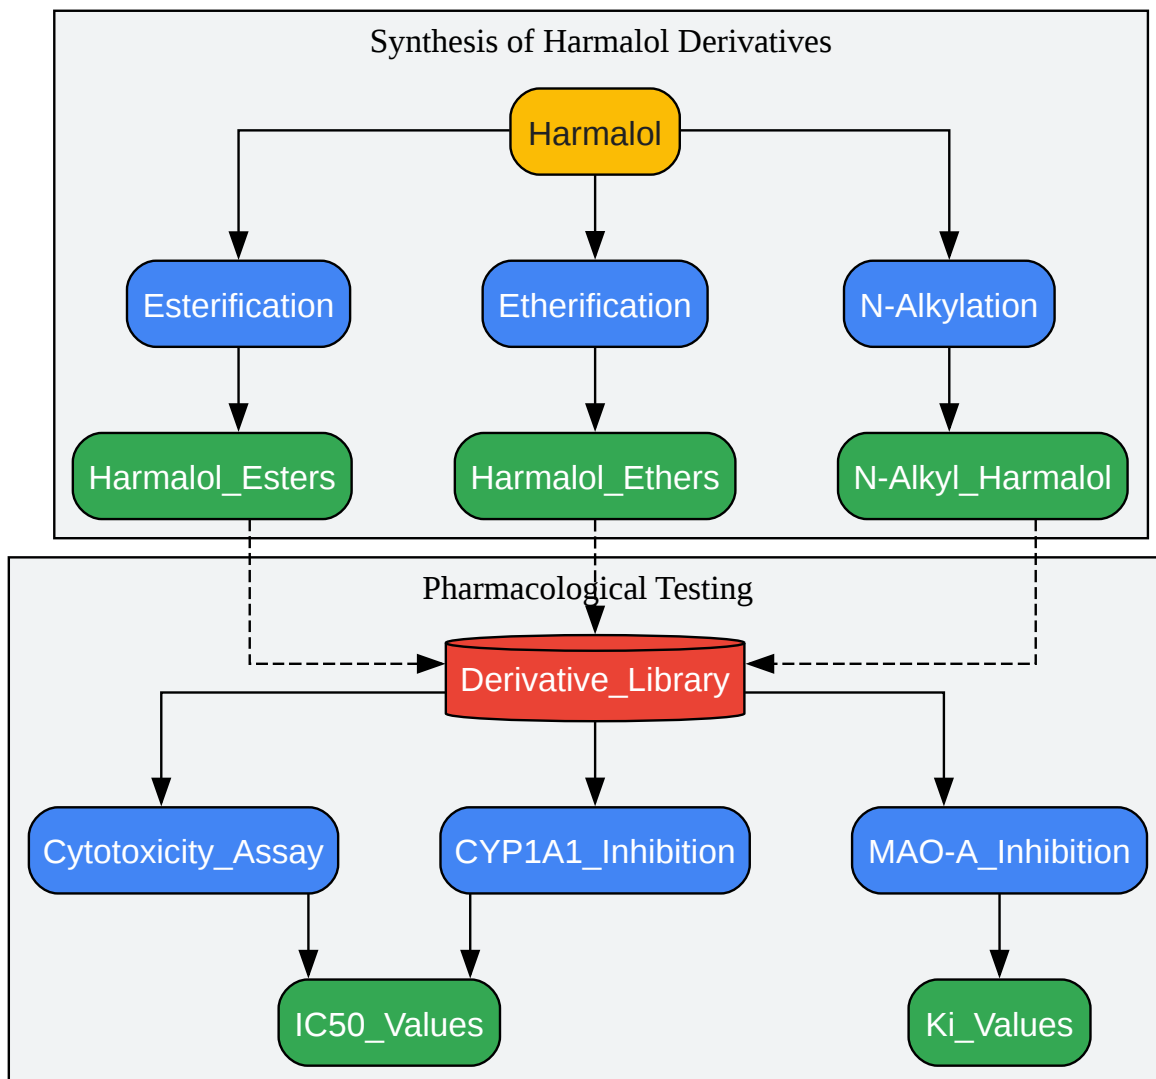 Synthesis of Harmalol Derivatives
Harmalol
Esterification
Etherification
N-Alkylation
Harmalol_Esters
Harmalol_Ethers
N-Alkyl_Harmalol
Pharmacological Testing
Derivative_Library
Cytotoxicity_Assay
CYP1A1_Inhibition
MAO-A_Inhibition
IC50_Values
Ki_Values